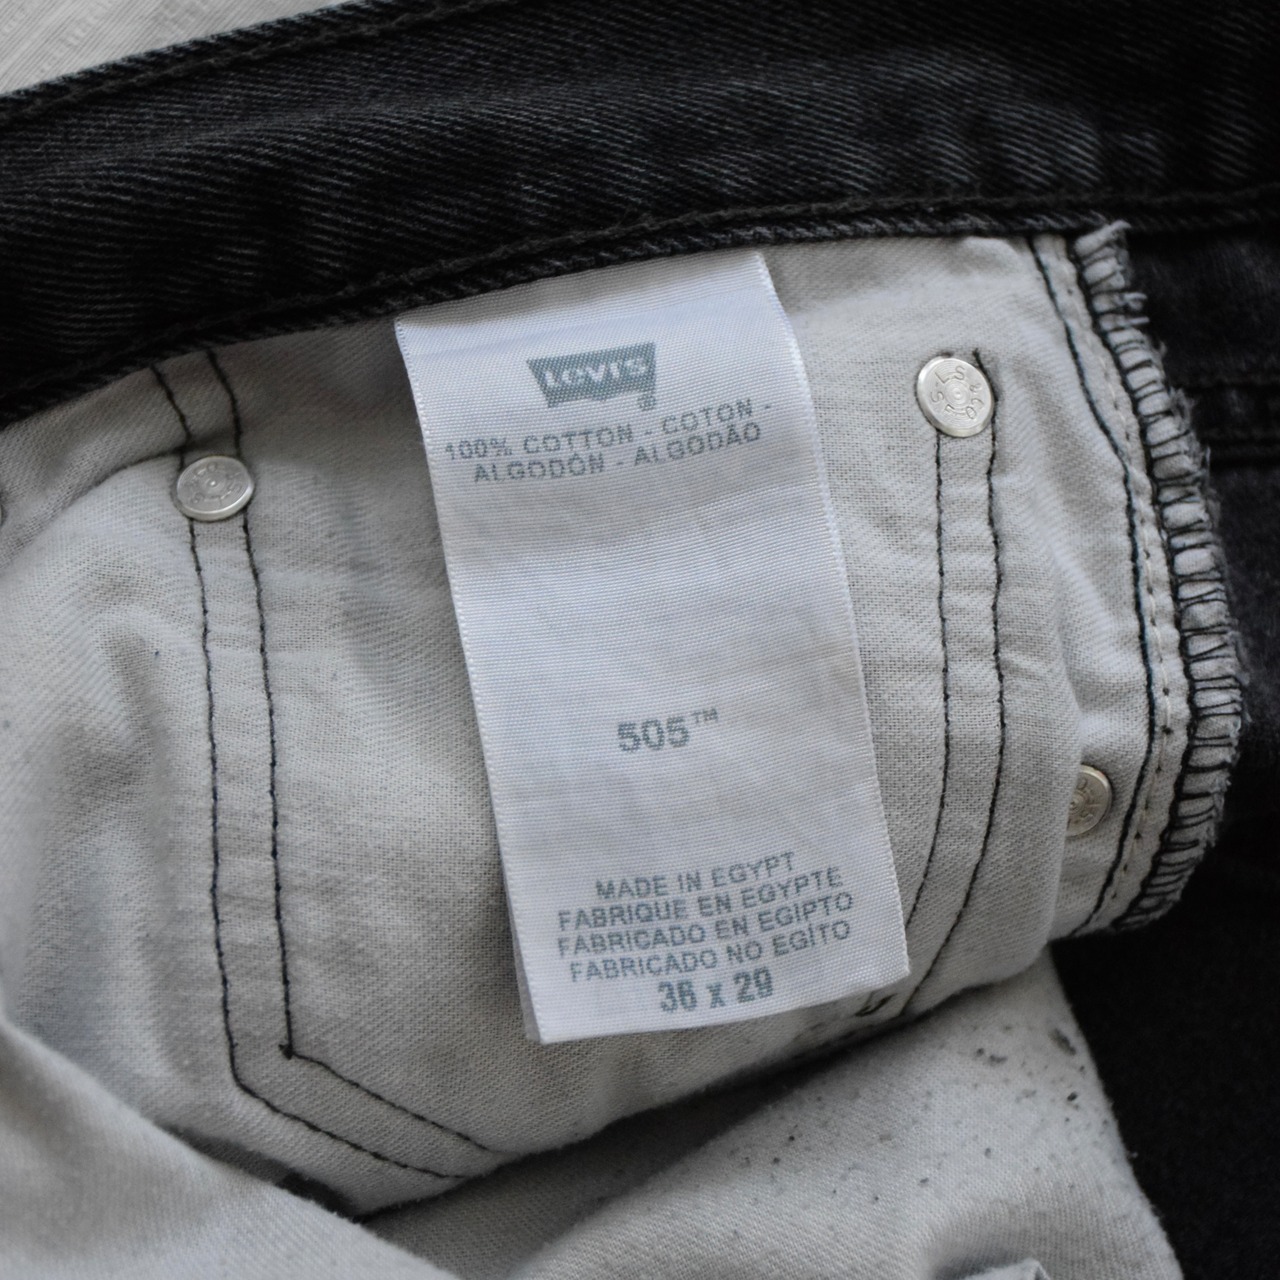 Levi's
100% COTTON - COTON -
ALGODÓN - ALGODÃO
505™
MADE IN EGYPT
FABRIQUE EN EGYPTE
FABRICADO EN EGIPTO
FABRICADO NO EGÍTO
36 x 29